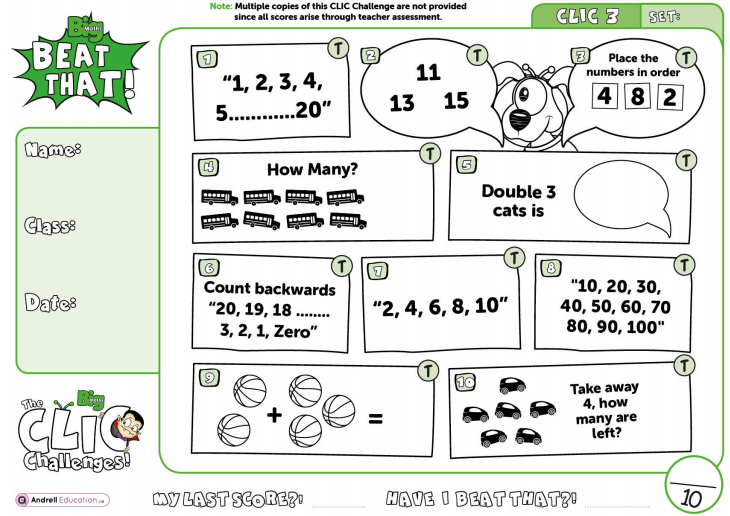 Note: Multiple copies of this CLIC Challenge are not provided
since all scores arise through teacher assessment.
CLIC 3
SET:
Big Maths
BEAT
THAT!
Name:
Class:
Date:
1
T
"1, 2, 3, 4,
5............20"
2
T
11
13 15
3
T
Place the
numbers in order
4 8 2
4
T
How Many?
5
T
Double 3
cats is
6
T
Count backwards
"20, 19, 18 ........
3, 2, 1, Zero"
7
T
"2, 4, 6, 8, 10"
8
T
"10, 20, 30,
40, 50, 60, 70
80, 90, 100"
9
T
+ =
10
T
Take away
4, how
many are
left?
The Big Maths
CLIC
Challenges!
Andrell Education Ltd
MY LAST SCORE?! ....................
HAVE I BEAT THAT?! ....................
10